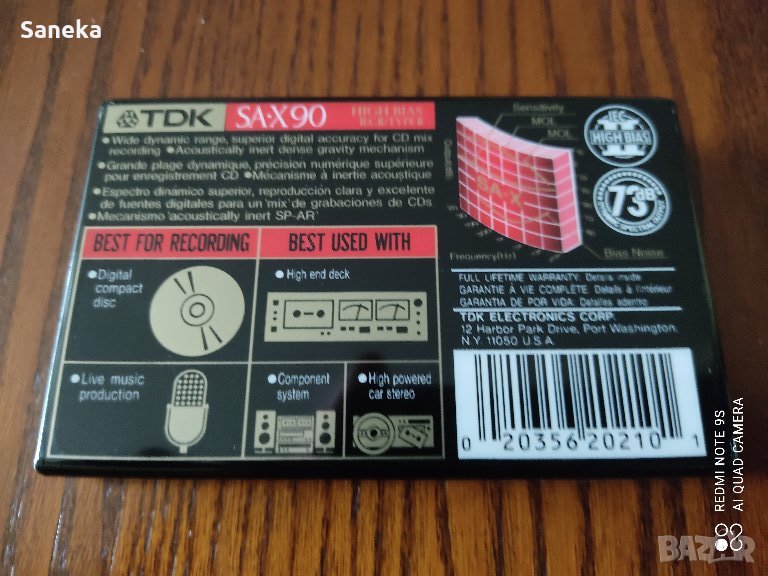 Saneka
TDK SA-X90 HIGH BIAS
Sensitivity
MOL
MOL
SA-X
Frequency(Hz)
Bias Noise
IEC
HIGH BIAS
73dB
• Wide dynamic range, superior digital accuracy for CD mix
recording • Acoustically inert dense gravity mechanism
• Grande plage dynamique, précision numérique supérieure
pour enregistrement CD • Mécanisme à inertie acoustique
• Espectro dinámico superior, reproducción clara y excelente
de fuentes digitales para un 'mix' de grabaciones de CDs.
• Mecanismo 'acoustically inert SP-AR'
BEST FOR RECORDING
BEST USED WITH
• Digital
compact
disc
• High end deck
• Live music
production
• Component
system
• High powered
car stereo
FULL LIFETIME WARRANTY: Details inside
GARANTIE À VIE COMPLÈTE: Détails à l'intérieur
GARANTIA DE POR VIDA: Detalles adentro
TDK ELECTRONICS CORP.
12 Harbor Park Drive, Port Washington,
N.Y. 11050 U.S.A.
0 20356 20210 1
REDMI NOTE 9S
AI QUAD CAMERA
BAZAR